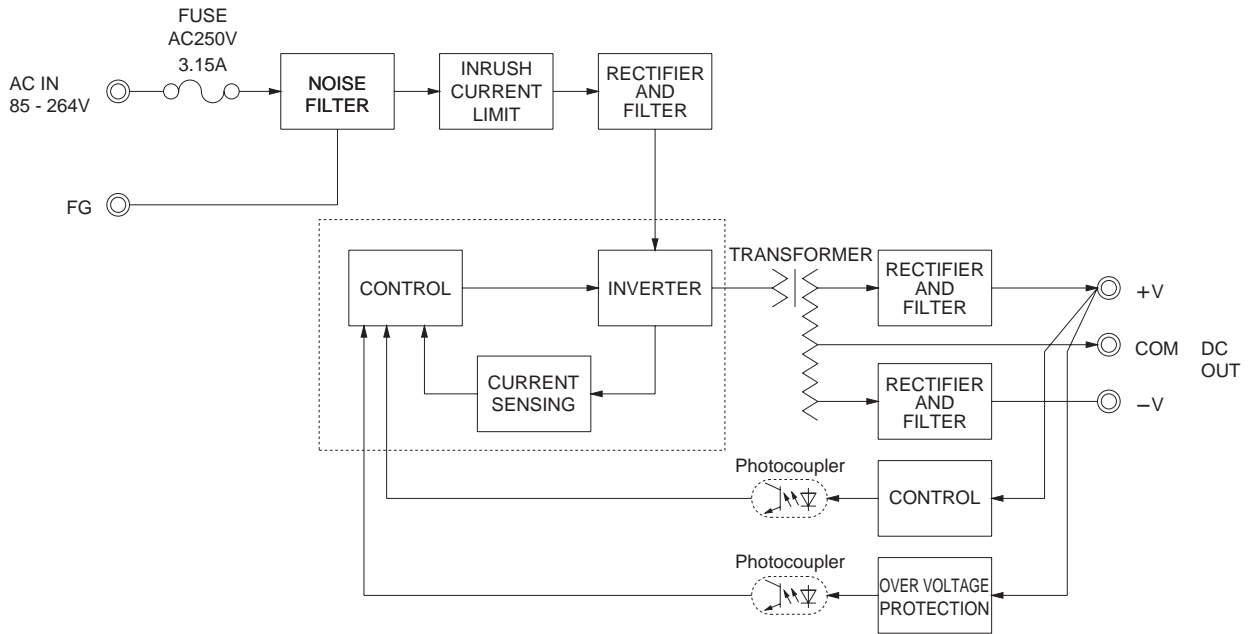 FUSE
AC250V
3.15A
AC IN
85 - 264V
NOISE
FILTER
INRUSH
CURRENT
LIMIT
RECTIFIER
AND
FILTER
FG
TRANSFORMER
CONTROL
INVERTER
RECTIFIER
AND
FILTER
+V
COM
DC
OUT
CURRENT
SENSING
RECTIFIER
AND
FILTER
−V
Photocoupler
CONTROL
Photocoupler
OVER VOLTAGE
PROTECTION